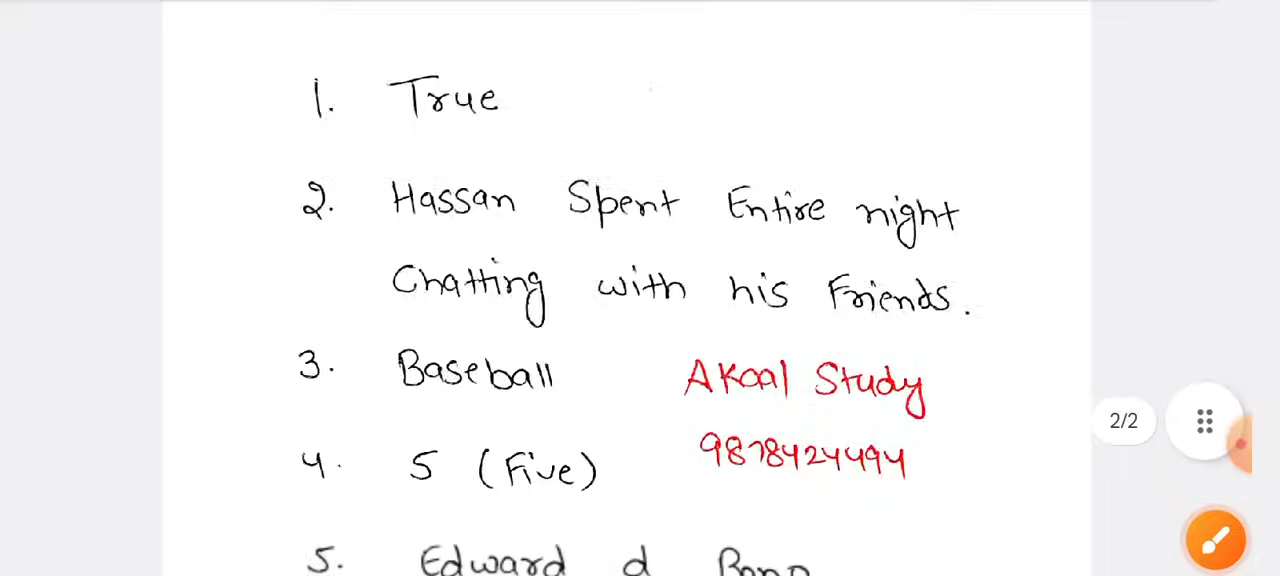 1. True
2. Hassan Spent Entire night
Chatting with his Friends.
3. Baseball
Akaal Study
4. 5 (Five)
9878424494
2/2
5. Edward d Bono